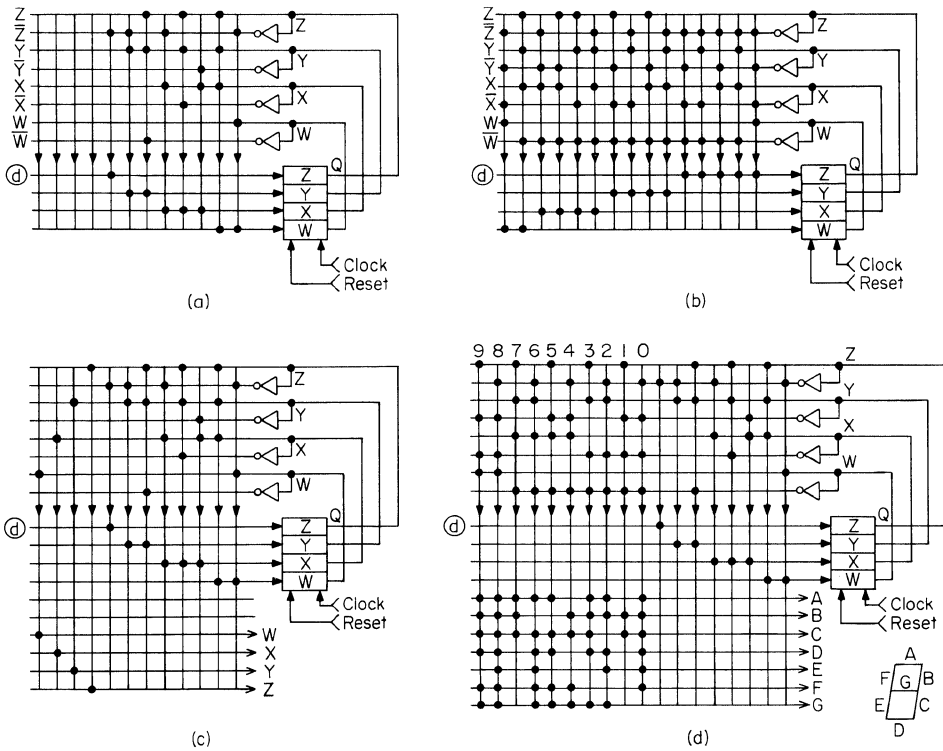 Z
Z̅
Y
Y̅
X
X̅
W
W̅
Z
Y
X
W
ⓓ
Q
Z
Y
X
W
Clock
Reset
(a)
Z
Z̅
Y
Y̅
X
X̅
W
W̅
Z
Y
X
W
ⓓ
Q
Z
Y
X
W
Clock
Reset
(b)
Z
Y
X
W
ⓓ
Q
Z
Y
X
W
Clock
Reset
W
X
Y
Z
(c)
9 8 7 6 5 4 3 2 1 0
Z
Y
X
W
ⓓ
Q
Z
Y
X
W
Clock
Reset
A
B
C
D
E
F
G
A
F G B
E C
D
(d)